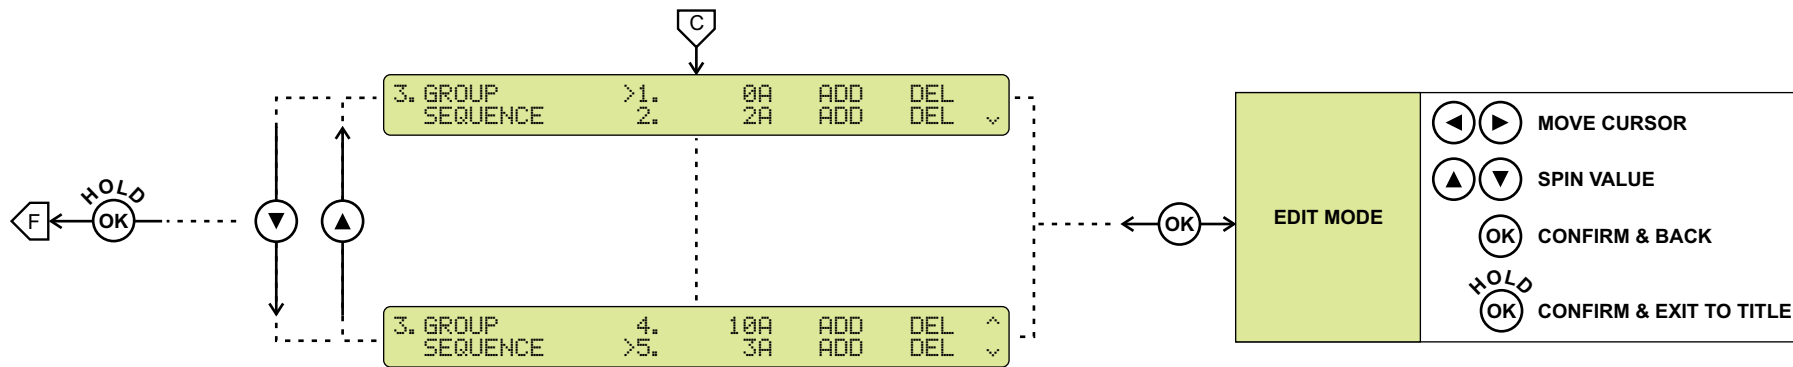 C
3. GROUP >1. 0A ADD DEL
SEQUENCE 2. 2A ADD DEL
F
HOLD
OK
OK
EDIT MODE
MOVE CURSOR
SPIN VALUE
OK CONFIRM & BACK
HOLD
OK CONFIRM & EXIT TO TITLE
3. GROUP 4. 10A ADD DEL
SEQUENCE >5. 3A ADD DEL